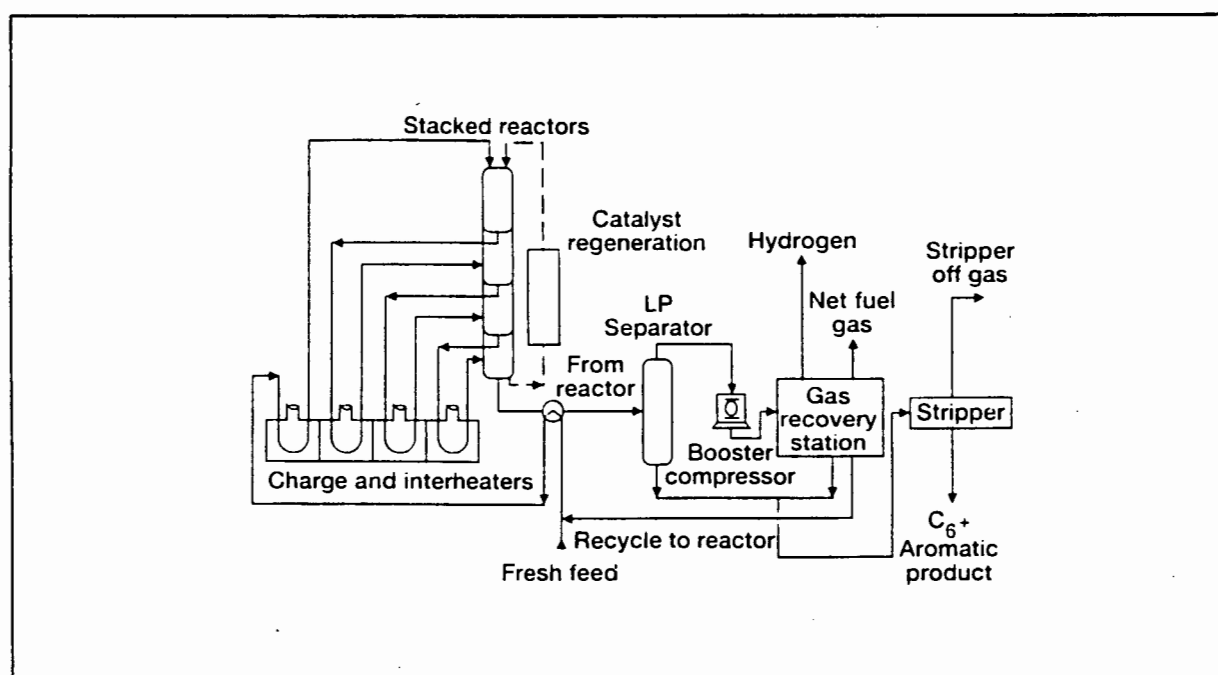 Stacked reactors
Catalyst
regeneration
Hydrogen
Stripper
off gas
Net fuel
gas
LP
Separator
From
reactor
Gas
recovery
station
Stripper
Booster
compressor
Charge and interheaters
Recycle to reactor
Fresh feed
C6+
Aromatic
product